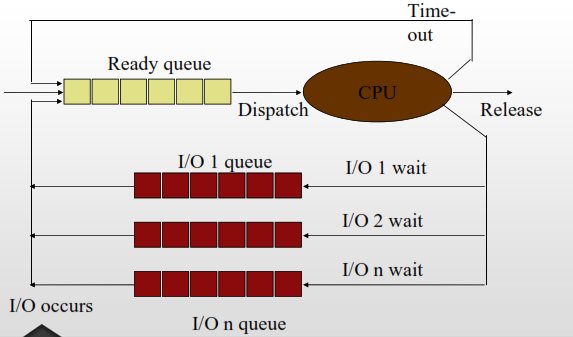 Time-
out
Ready queue
CPU
Dispatch
Release
I/O 1 queue
I/O 1 wait
I/O 2 wait
I/O n wait
I/O occurs
I/O n queue